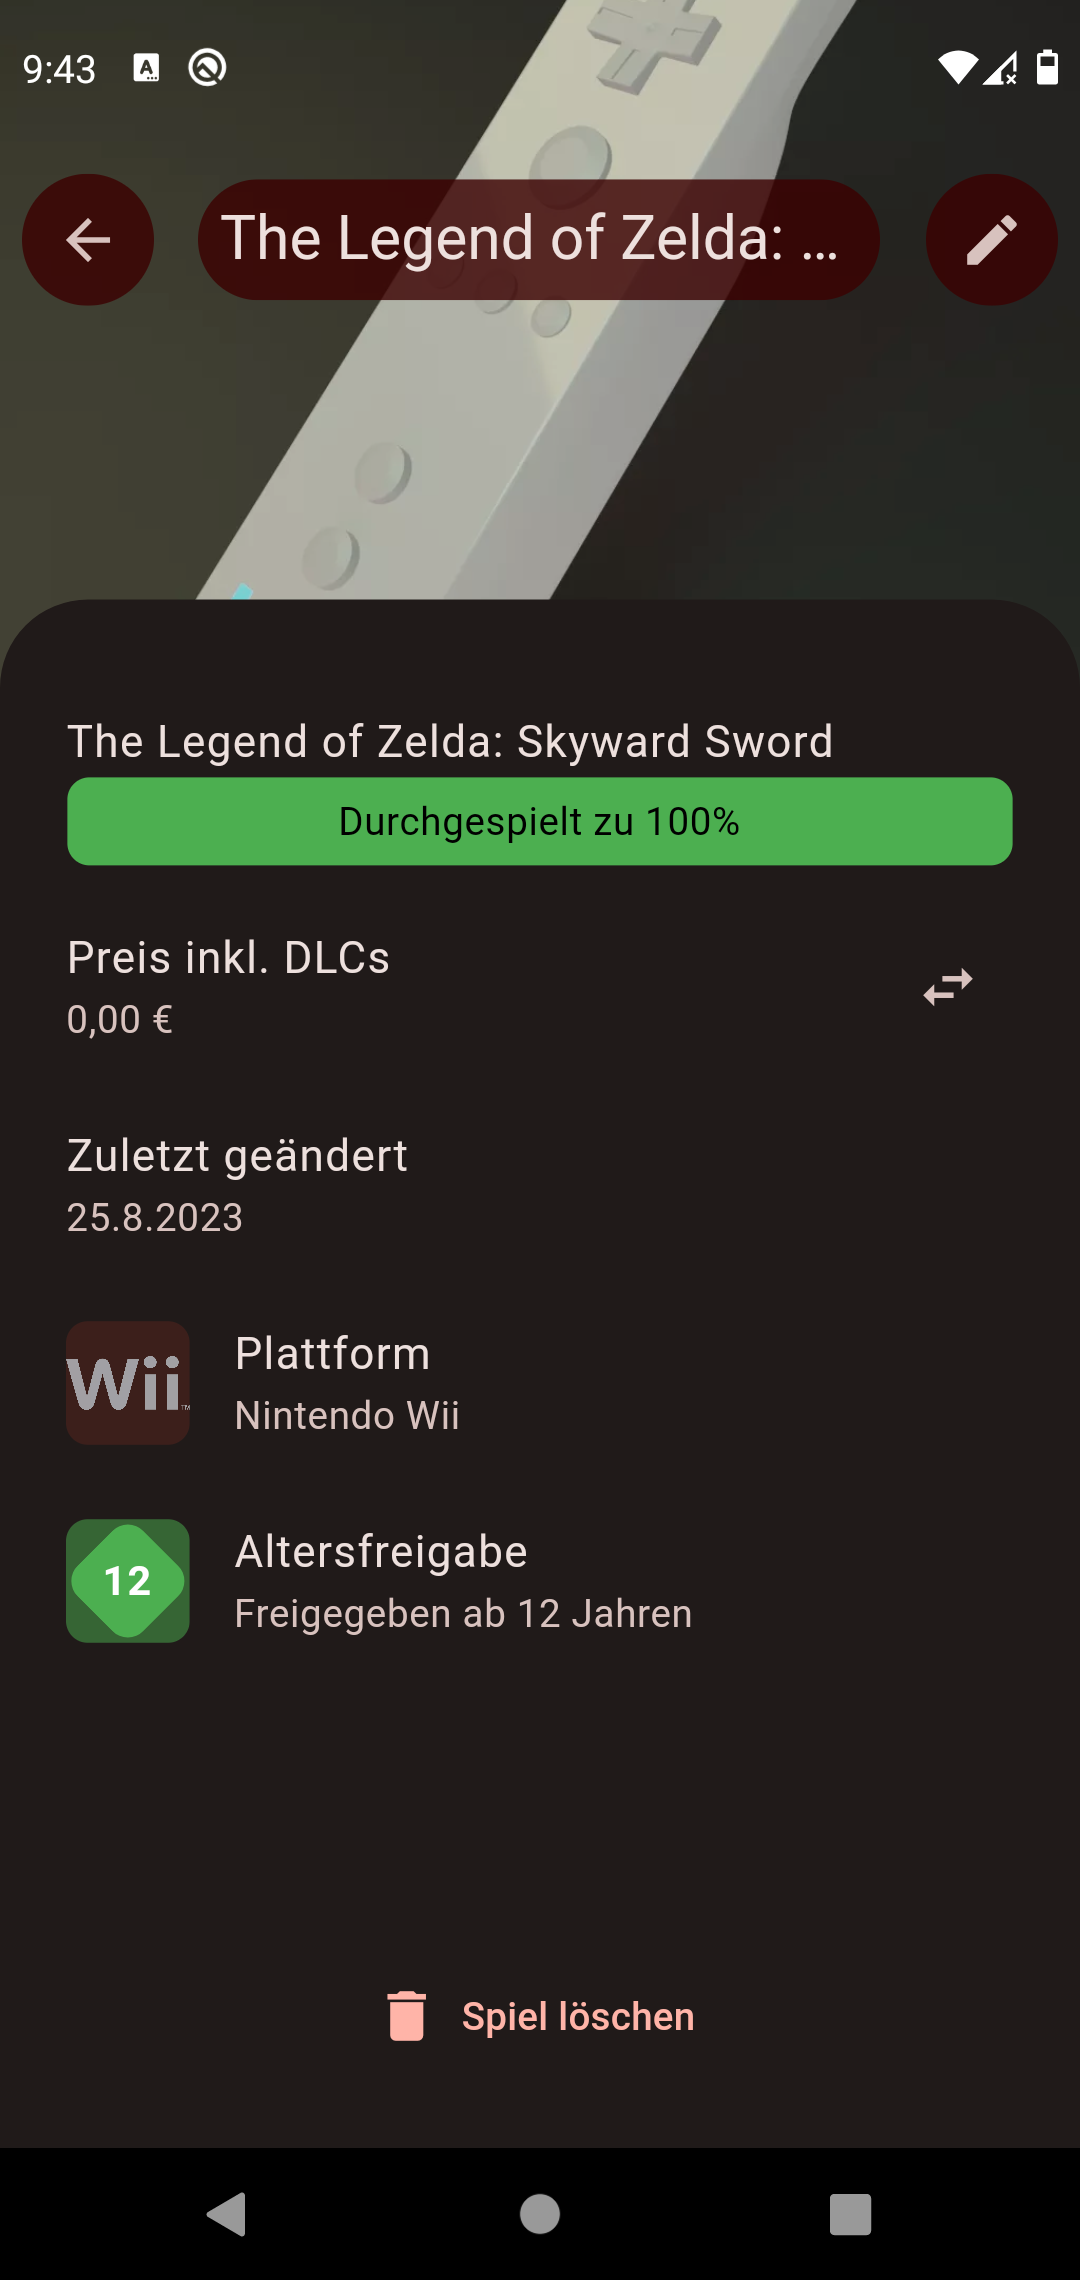 9:43
The Legend of Zelda: ...
The Legend of Zelda: Skyward Sword
Durchgespielt zu 100%
Preis inkl. DLCs
0,00 €
Zuletzt geändert
25.8.2023
Wii™
Plattform
Nintendo Wii
12
Altersfreigabe
Freigegeben ab 12 Jahren
Spiel löschen